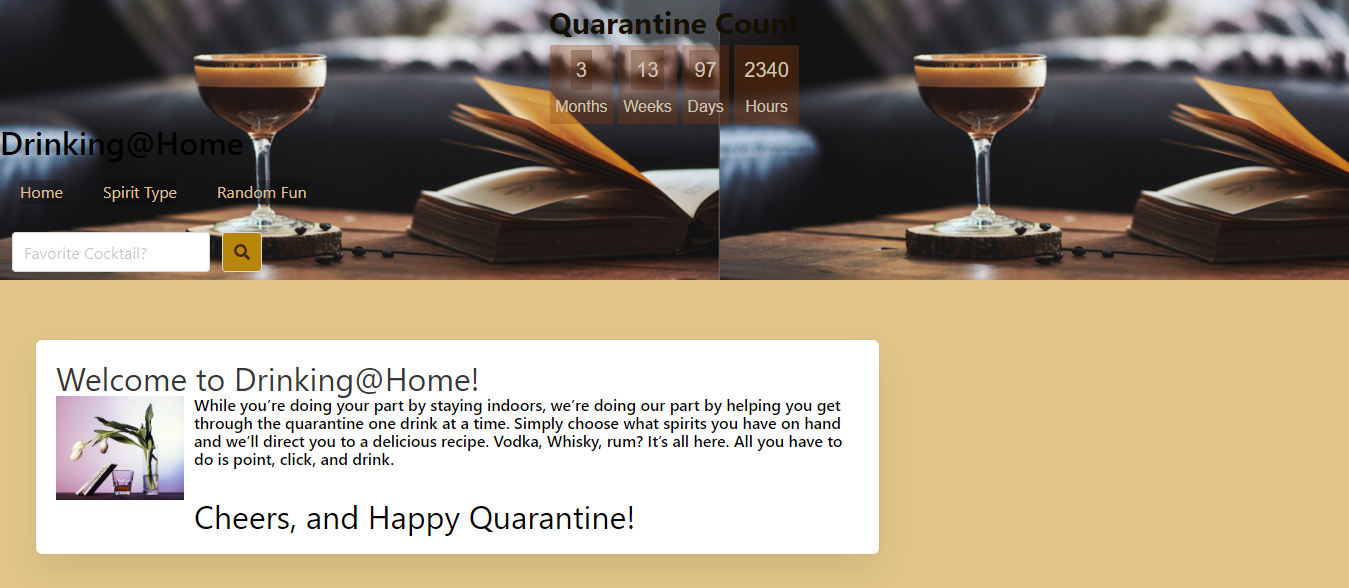 Quarantine Count
3 13 97 2340
Months Weeks Days Hours
Drinking@Home
Home Spirit Type Random Fun
Favorite Cocktail?
Welcome to Drinking@Home!
While you’re doing your part by staying indoors, we’re doing our part by helping you get
through the quarantine one drink at a time. Simply choose what spirits you have on hand
and we’ll direct you to a delicious recipe. Vodka, Whisky, rum? It’s all here. All you have to
do is point, click, and drink.
Cheers, and Happy Quarantine!